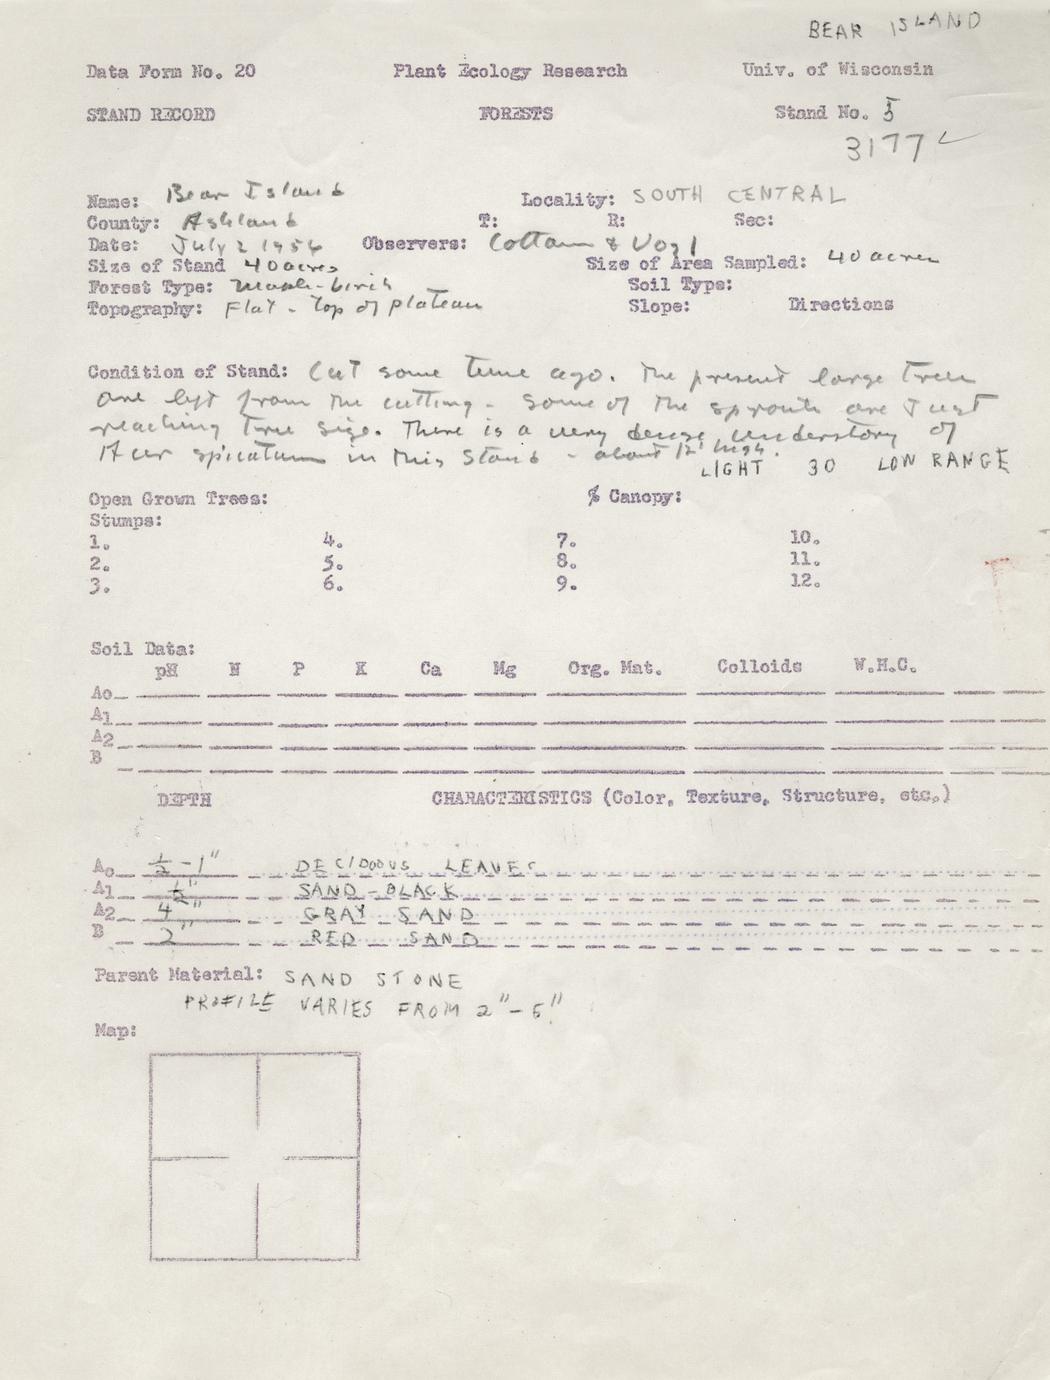 BEAR ISLAND
Data Form No. 20 Plant Ecology Research Univ. of Wisconsin
STAND RECORD FORESTS Stand No. 5
3177 ✓
Name: Bear Island Locality: SOUTH CENTRAL
County: Ashland T: R: Sec:
Date: July 2 1956 Observers: Cottam & Vogl
Size of Stand 40 acres Size of Area Sampled: 40 acres
Forest Type: Maple-birch Soil Type:
Topography: Flat - Top of plateau Slope: Directions
Condition of Stand: Cut some time ago. The present large trees
are left from the cutting - some of the sprouts are just
reaching tree size. There is a very dense understory of
Acer spicatum in this stand - about 12' high.
LIGHT 30 LOW RANGE
Open Grown Trees: % Canopy:
Stumps:
1. 4. 7. 10.
2. 5. 8. 11.
3. 6. 9. 12.
Soil Data:
pH N P K Ca Mg Org. Mat. Colloids W.H.C.
Ao
A1
A2
B
DEPTH CHARACTERISTICS (Color, Texture, Structure, etc.)
Ao ½-1" DECIDOOUS LEAVES
A1 ½" SAND-BLACK
A2 4" GRAY SAND
B 2" RED SAND
Parent Material: SAND STONE
PROFILE VARIES FROM 2"-6"
Map: